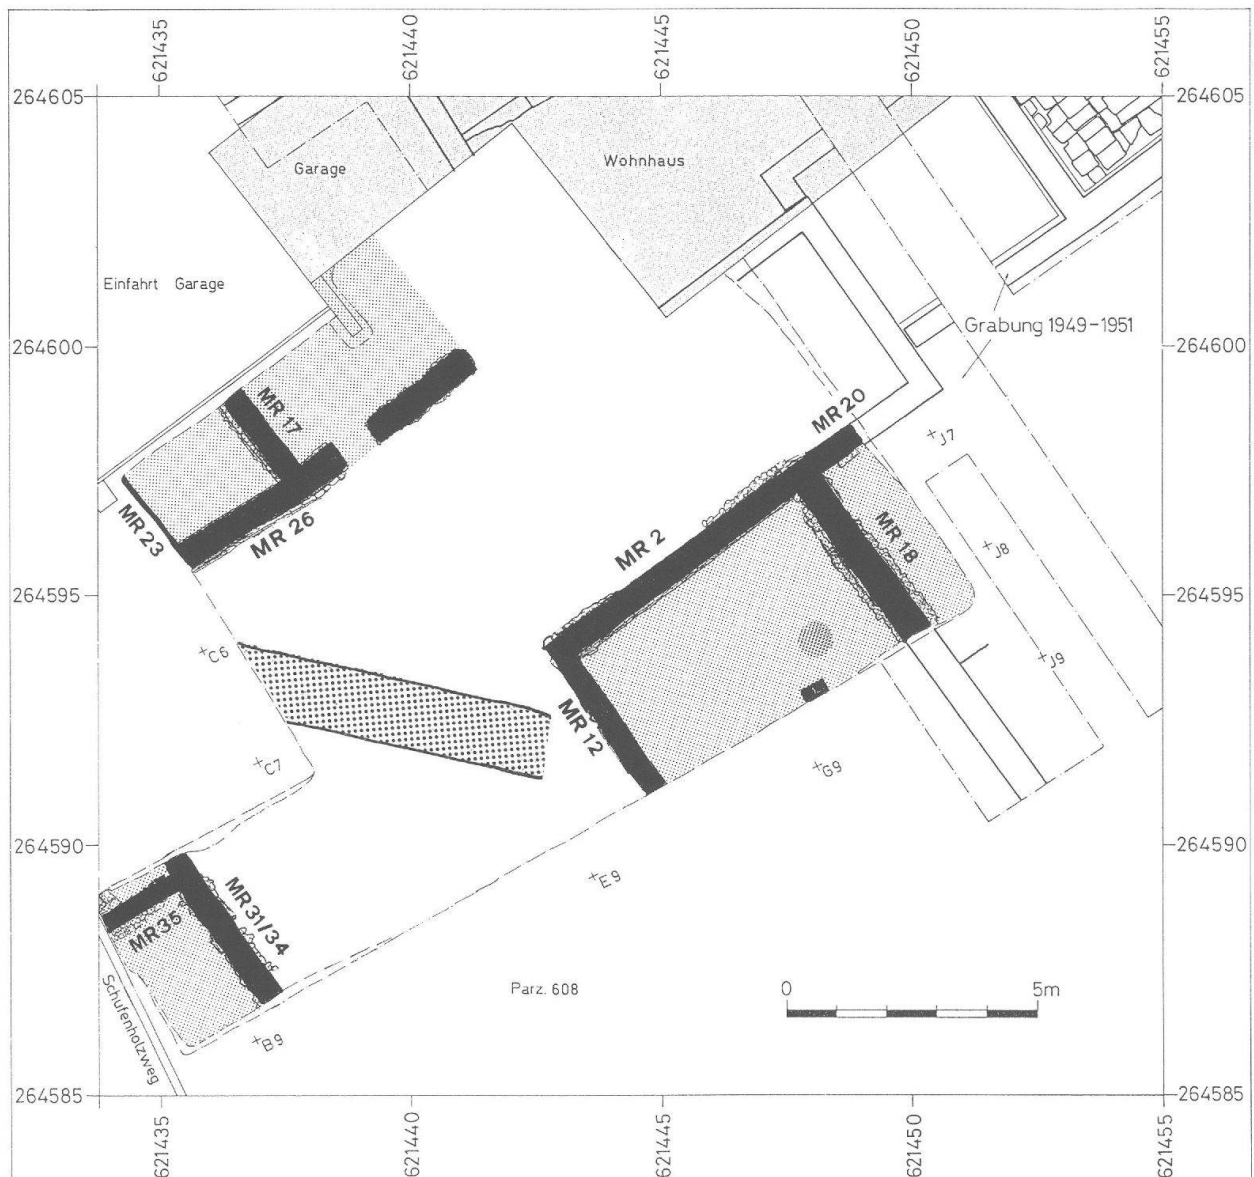 621435
621440
621445
621450
621455
264605
264605
Garage
Wohnhaus
Einfahrt Garage
Grabung 1949-1951
264600
264600
MR 17
MR 20
J7
MR 23
MR 26
MR 2
MR 18
J8
264595
264595
C6
J9
MR 12
C7
G9
264590
264590
MR 31/34
E9
MR 35
Schufenholzweg
Parz. 608
0
5m
B9
264585
264585
621435
621440
621445
621450
621455